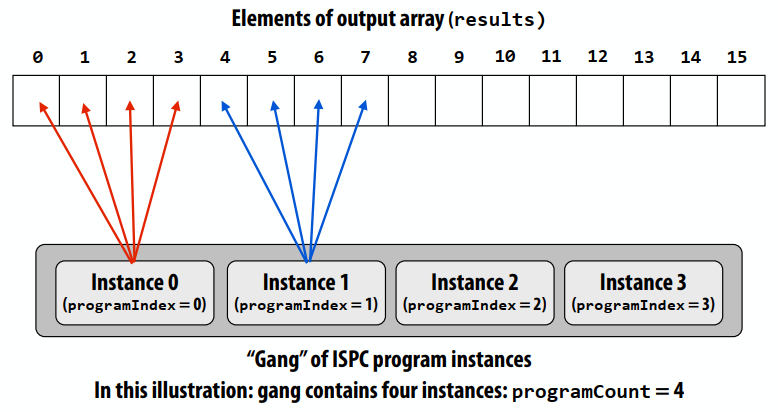 Elements of output array (results)
0 1 2 3 4 5 6 7 8 9 10 11 12 13 14 15
Instance 0 Instance 1 Instance 2 Instance 3
(programIndex = 0) (programIndex = 1) (programIndex = 2) (programIndex = 3)
“Gang” of ISPC program instances
In this illustration: gang contains four instances: programCount = 4